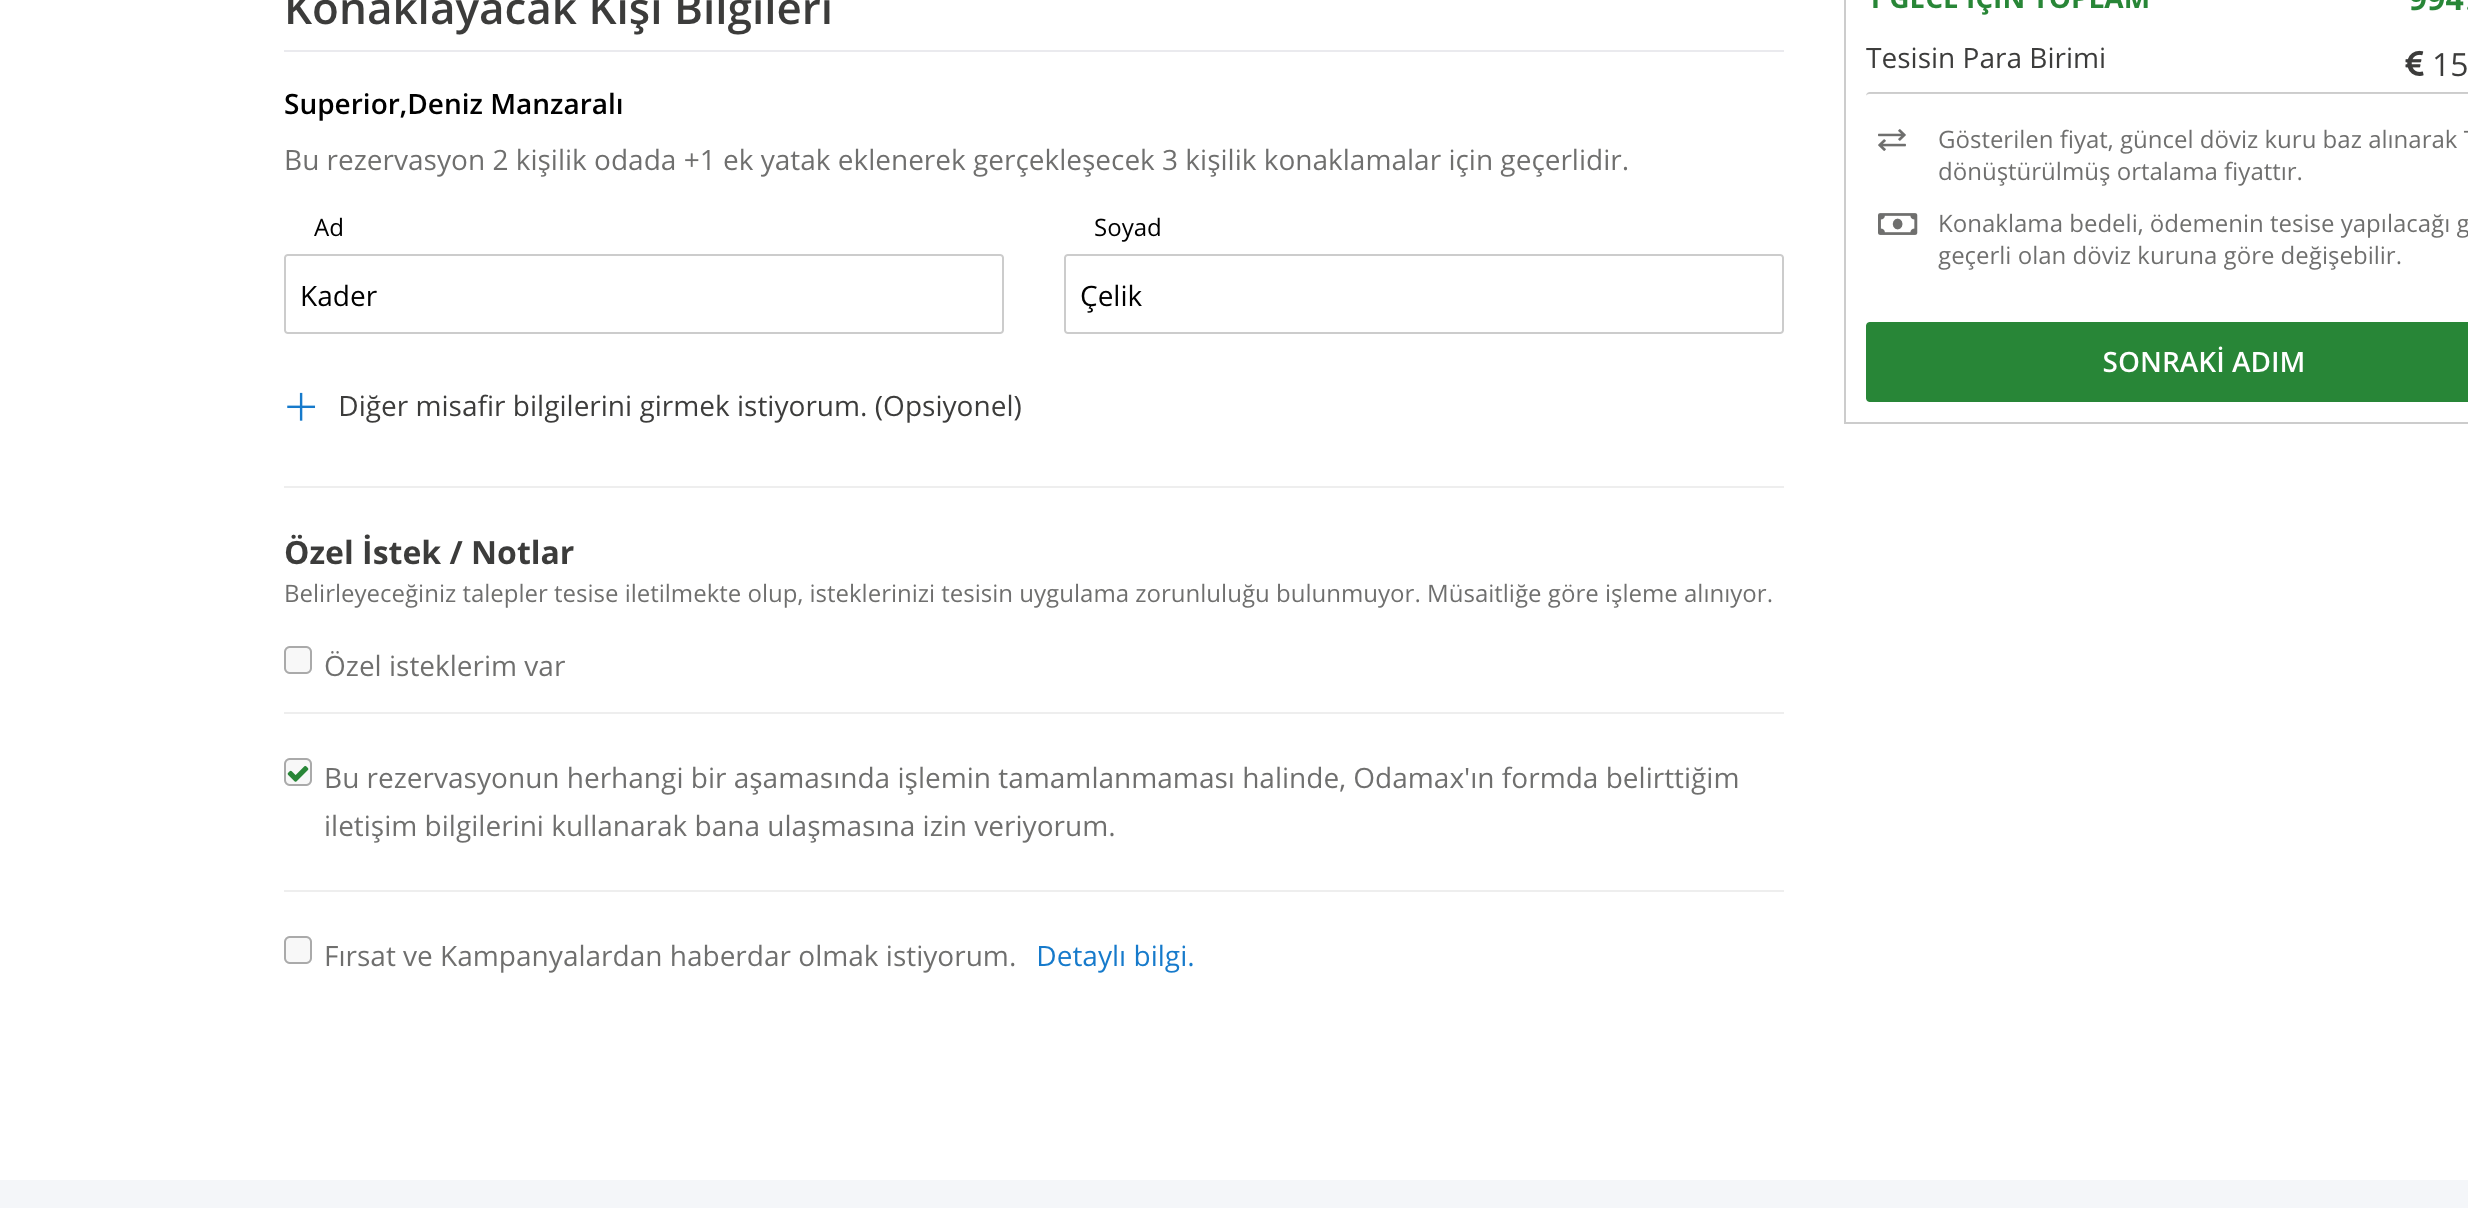 Konaklayacak Kişi Bilgileri
Superior,Deniz Manzaralı
Bu rezervasyon 2 kişilik odada +1 ek yatak eklenerek gerçekleşecek 3 kişilik konaklamalar için geçerlidir.
Ad
Soyad
Kader
Çelik
Diğer misafir bilgilerini girmek istiyorum. (Opsiyonel)
Özel İstek / Notlar
Belirleyeceğiniz talepler tesise iletilmekte olup, isteklerinizi tesisin uygulama zorunluluğu bulunmuyor. Müsaitliğe göre işleme alınıyor.
Özel isteklerim var
Bu rezervasyonun herhangi bir aşamasında işlemin tamamlanmaması halinde, Odamax'ın formda belirttiğim
iletişim bilgilerini kullanarak bana ulaşmasına izin veriyorum.
Fırsat ve Kampanyalardan haberdar olmak istiyorum. Detaylı bilgi.
1 GECE İÇİN TOPLAM
Tesisin Para Birimi
€ 15
Gösterilen fiyat, güncel döviz kuru baz alınarak
dönüştürülmüş ortalama fiyattır.
Konaklama bedeli, ödemenin tesise yapılacağı
geçerli olan döviz kuruna göre değişebilir.
SONRAKİ ADIM